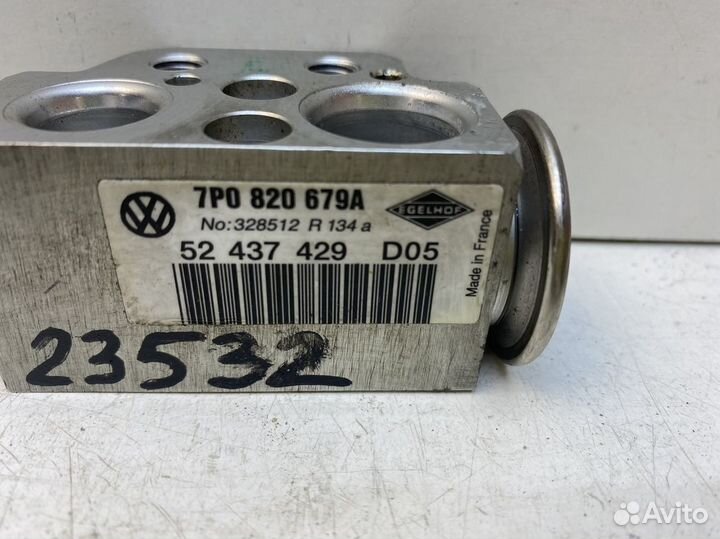 7P0 820 679A
EGELHOF
No:328512 R 134 a
52 437 429 D05
Made in France
23532
Avito